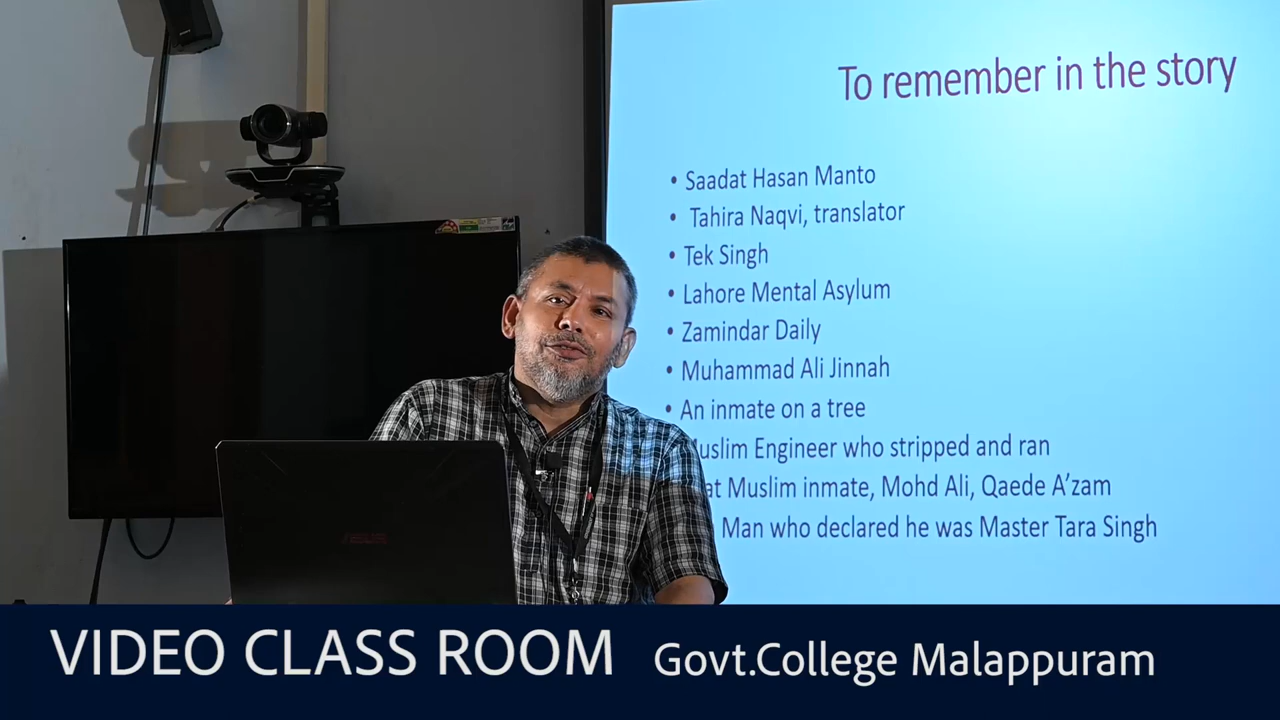 To remember in the story
• Saadat Hasan Manto
• Tahira Naqvi, translator
• Tek Singh
• Lahore Mental Asylum
• Zamindar Daily
• Muhammad Ali Jinnah
• An inmate on a tree
Engineer who stripped and ran
Muslim inmate, Mohd Ali, Qaede A'zam
Man who declared he was Master Tara Singh
ASUS
VIDEO CLASS ROOM Govt.College Malappuram